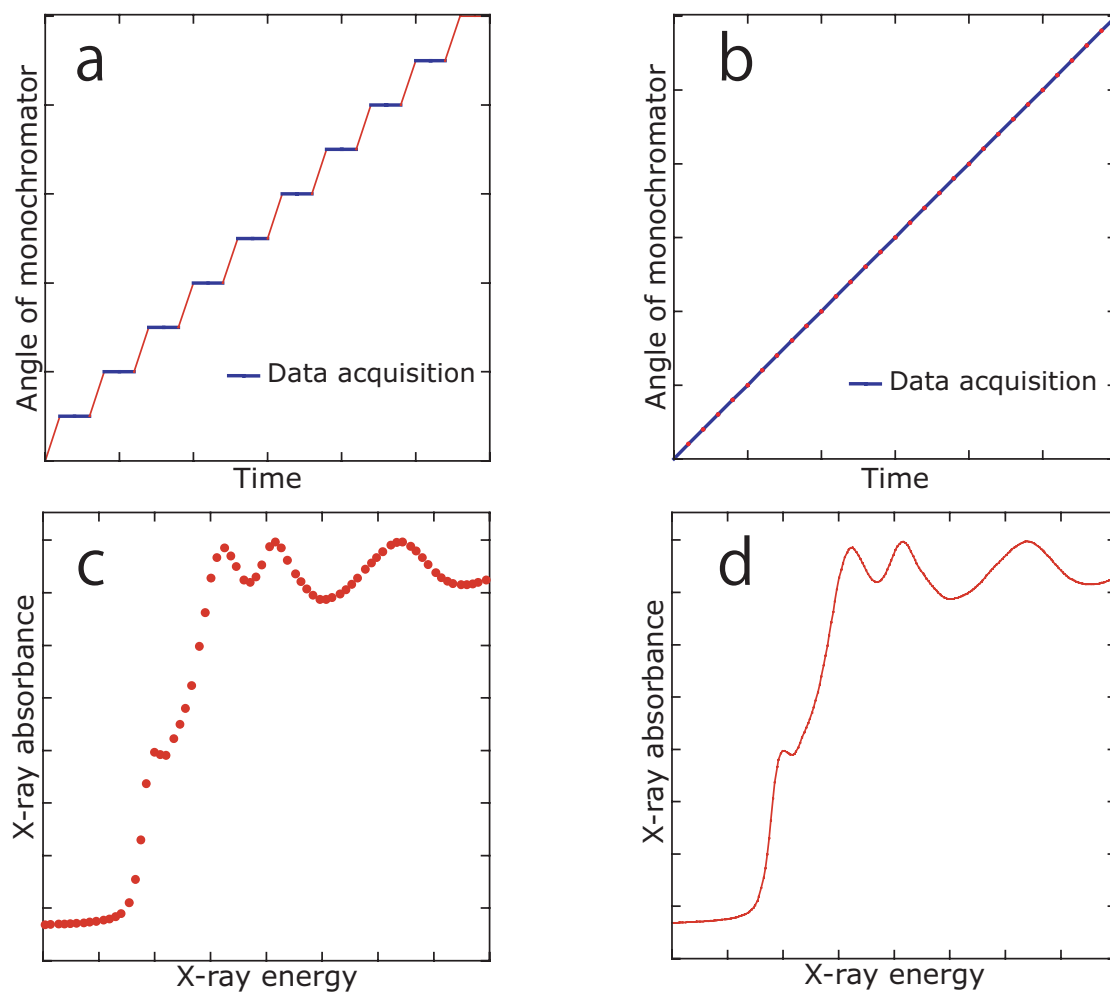 a
Angle of monochromator
Data acquisition
Time
b
Angle of monochromator
Data acquisition
Time
c
X-ray absorbance
X-ray energy
d
X-ray absorbance
X-ray energy